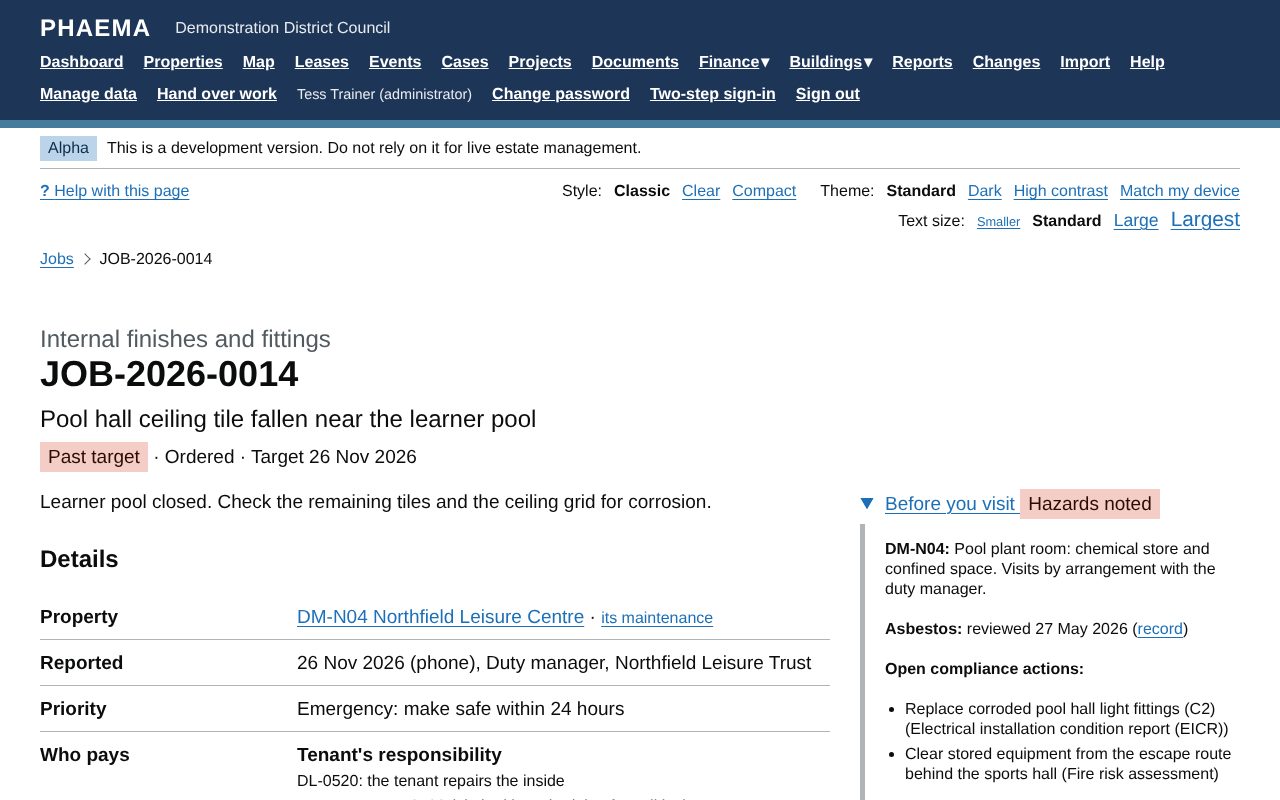 PHAEMA Demonstration District Council
Dashboard Properties Map Leases Events Cases Projects Documents Finance▾ Buildings▾ Reports Changes Import Help
Manage data Hand over work Tess Trainer (administrator) Change password Two-step sign-in Sign out
Alpha This is a development version. Do not rely on it for live estate management.
? Help with this page Style: Classic Clear Compact Theme: Standard Dark High contrast Match my device
Text size: Smaller Standard Large Largest
Jobs > JOB-2026-0014
Internal finishes and fittings
JOB-2026-0014
Pool hall ceiling tile fallen near the learner pool
Past target · Ordered · Target 26 Nov 2026
Learner pool closed. Check the remaining tiles and the ceiling grid for corrosion.
Details
Property DM-N04 Northfield Leisure Centre · its maintenance
Reported 26 Nov 2026 (phone), Duty manager, Northfield Leisure Trust
Priority Emergency: make safe within 24 hours
Who pays Tenant's responsibility
DL-0520: the tenant repairs the inside
▼ Before you visit Hazards noted
DM-N04: Pool plant room: chemical store and
confined space. Visits by arrangement with the
duty manager.
Asbestos: reviewed 27 May 2026 (record)
Open compliance actions:
• Replace corroded pool hall light fittings (C2)
(Electrical installation condition report (EICR))
• Clear stored equipment from the escape route
behind the sports hall (Fire risk assessment)